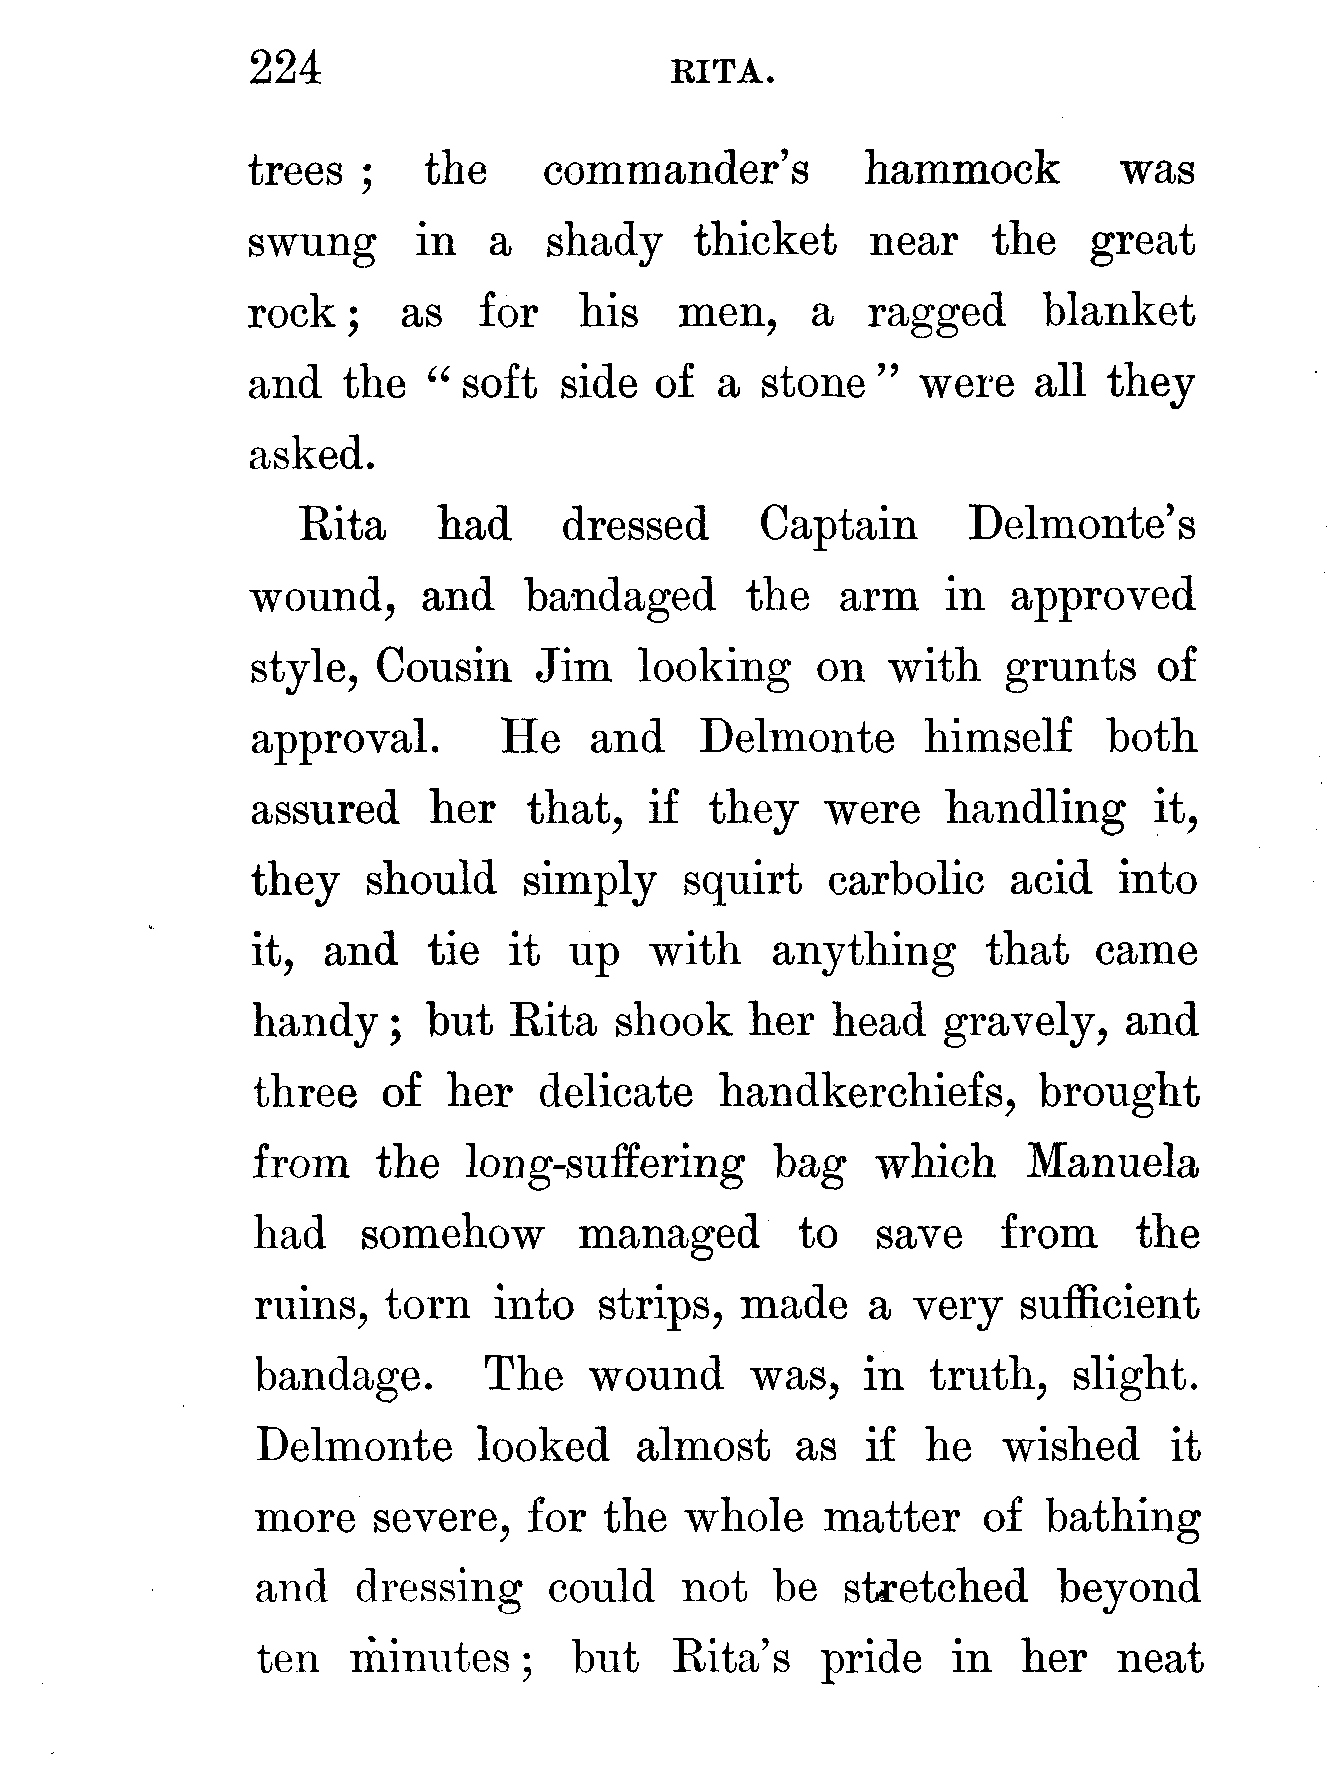 224 RITA.
trees ; the commander's hammock was
swung in a shady thicket near the great
rock ; as for his men, a ragged blanket
and the “ soft side of a stone ” were all they
asked.
Rita had dressed Captain Delmonte's
wound, and bandaged the arm in approved
style, Cousin Jim looking on with grunts of
approval. He and Delmonte himself both
assured her that, if they were handling it,
they should simply squirt carbolic acid into
it, and tie it up with anything that came
handy ; but Rita shook her head gravely, and
three of her delicate handkerchiefs, brought
from the long-suffering bag which Manuela
had somehow managed to save from the
ruins, torn into strips, made a very sufficient
bandage. The wound was, in truth, slight.
Delmonte looked almost as if he wished it
more severe, for the whole matter of bathing
and dressing could not be stretched beyond
ten minutes ; but Rita's pride in her neat